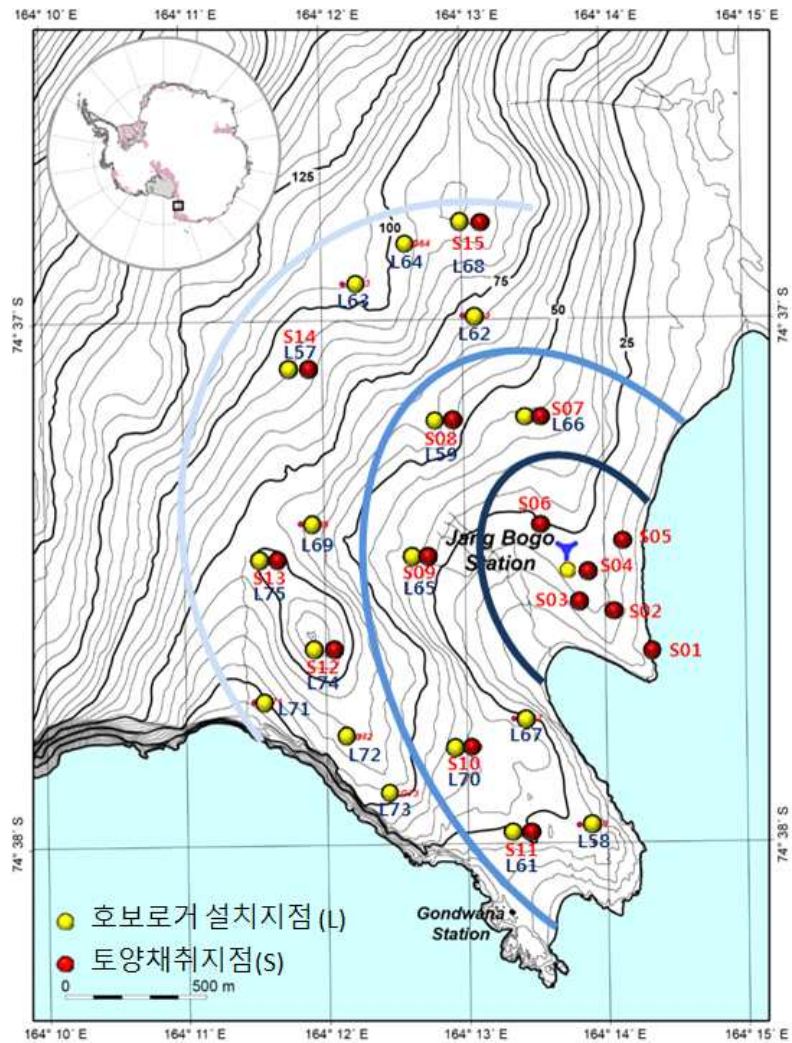 164° 10´ E
164° 11´ E
164° 12´ E
164° 13´ E
164° 14´ E
164° 15´ E
125
100
S15
L64
L68
L63
75
50
74° 37´ S
74° 37´ S
L62
S14
L57
25
S07
L66
S08
L59
S06
L69
Jang Bogo
Station
S05
S04
S13
L75
S09
L65
S03
S02
S01
S12
L74
L71
L67
L72
S10
L70
L73
L58
S11
L61
74° 38´ S
74° 38´ S
호보로거 설치지점 (L)
Gondwana
Station
토양채취지점(S)
0
500 m
164° 10´ E
164° 11´ E
164° 12´ E
164° 13´ E
164° 14´ E
164° 15´ E